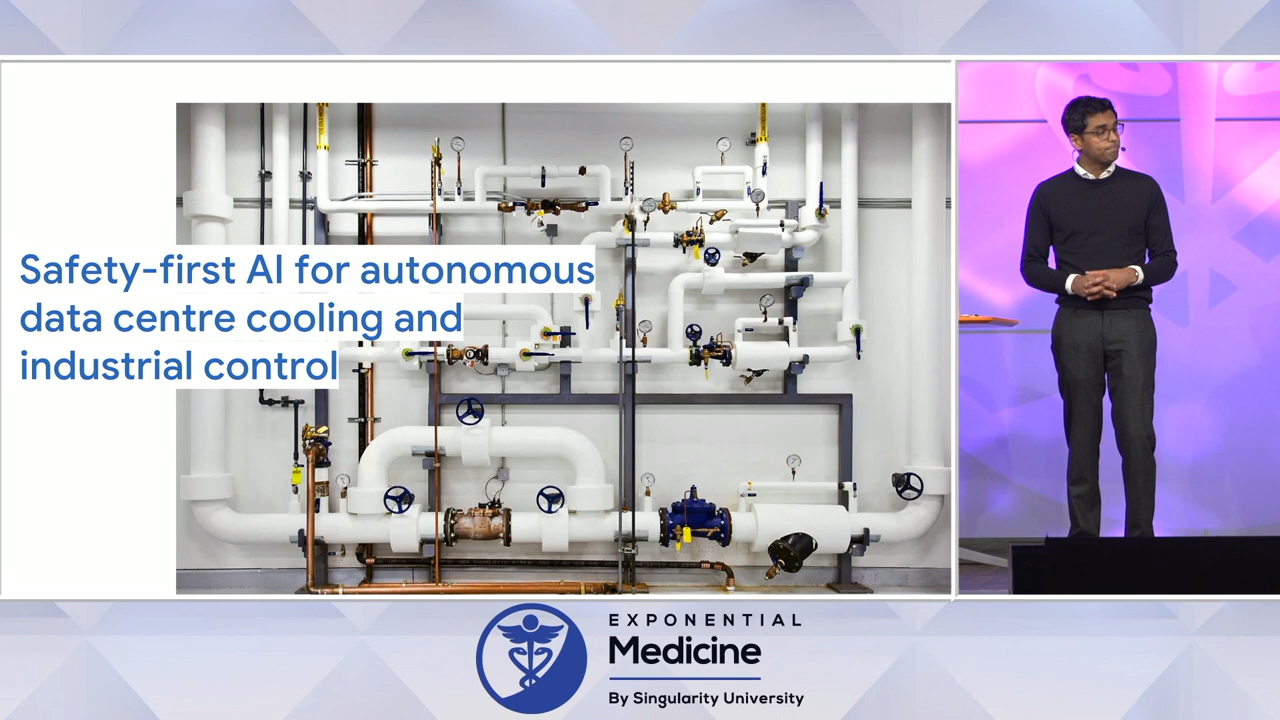 Safety-first AI for autonomous
data centre cooling and
industrial control
EXPONENTIAL
Medicine
By Singularity University